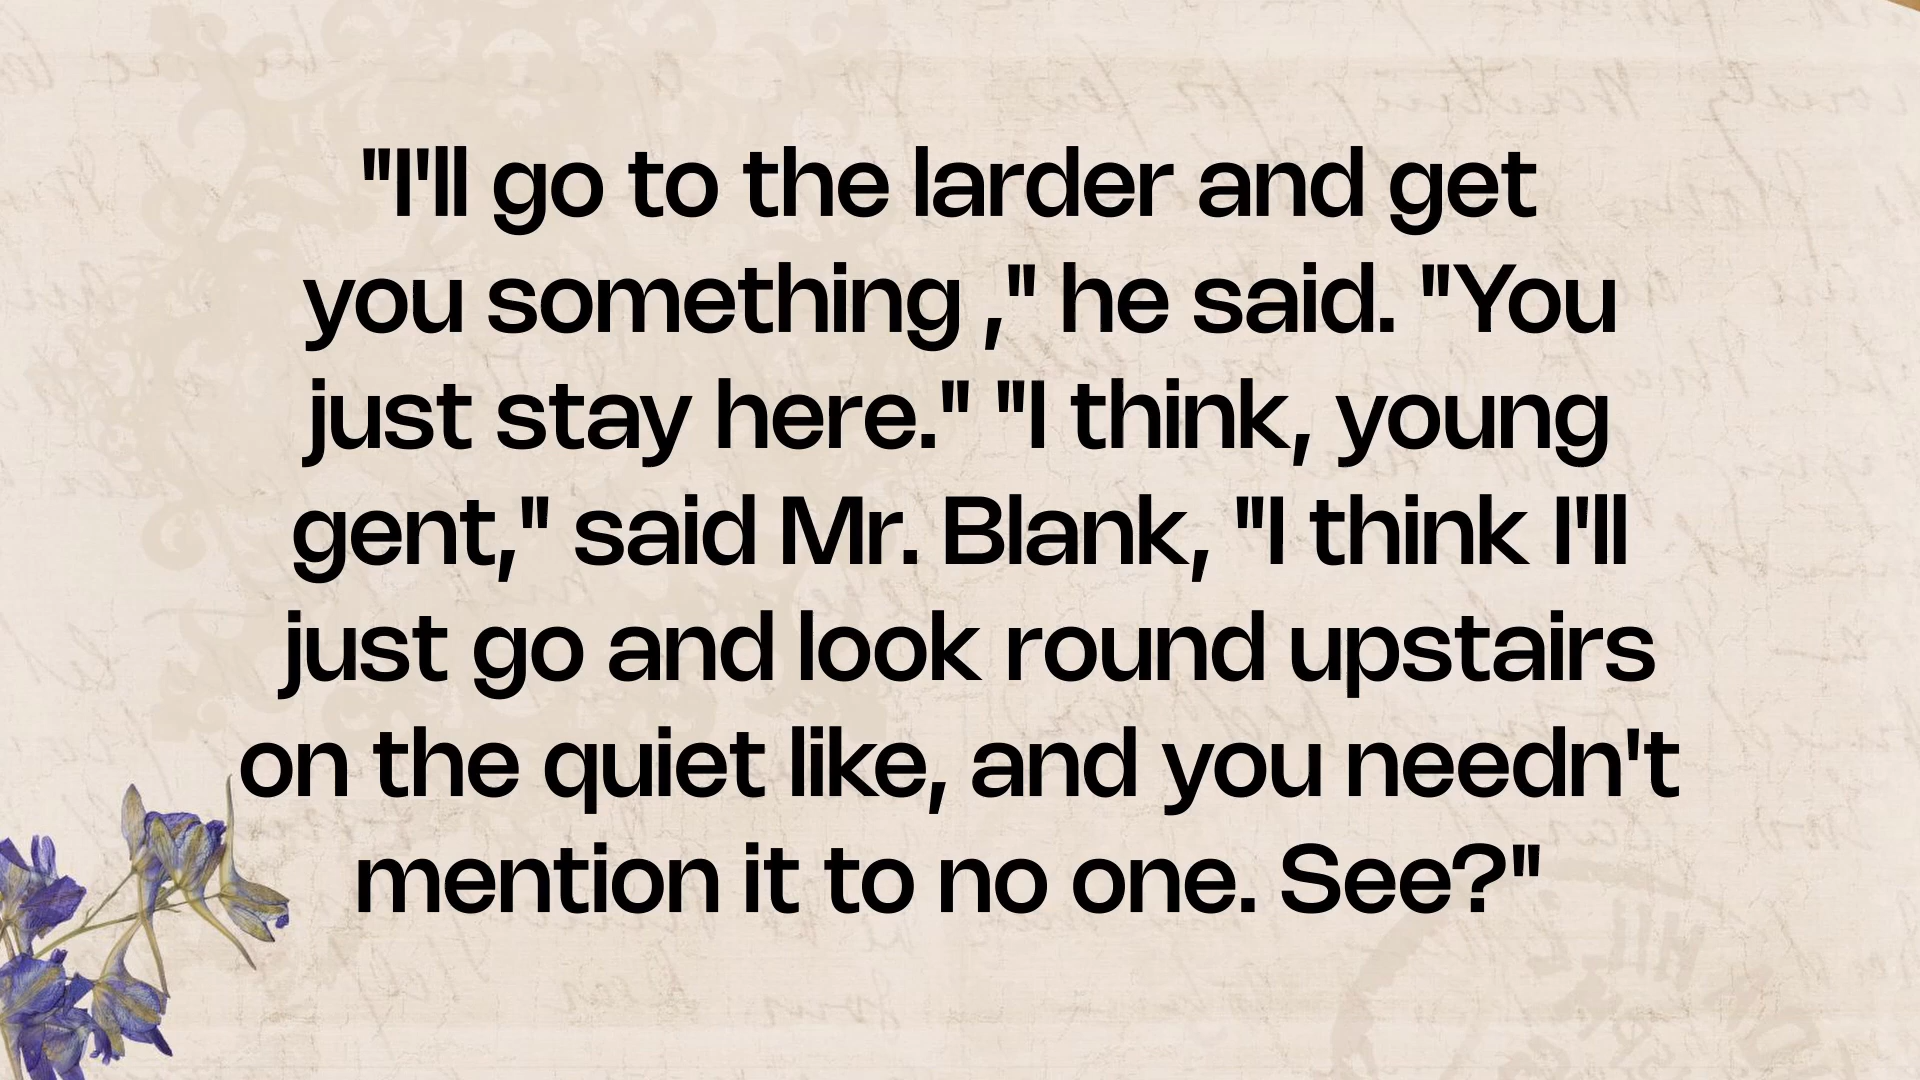 "I'll go to the larder and get
you something ," he said. "You
just stay here." "I think, young
gent," said Mr. Blank, "I think I'll
just go and look round upstairs
on the quiet like, and you needn't
mention it to no one. See?"